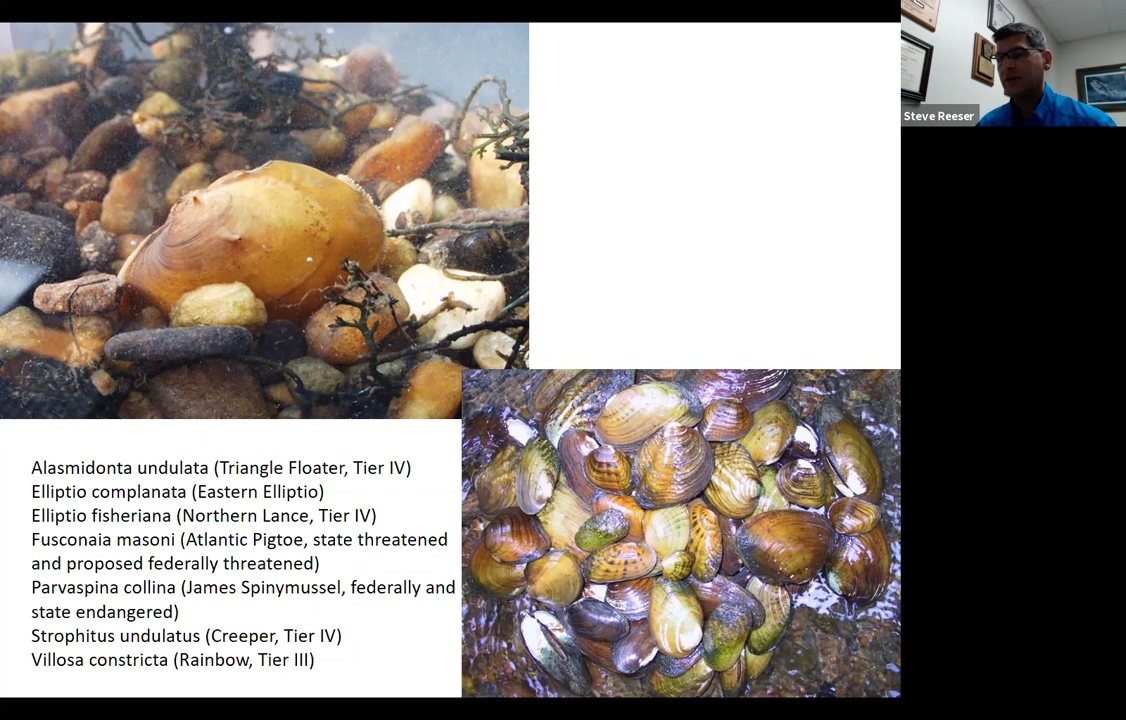 Steve Reeser
Alasmidonta undulata (Triangle Floater, Tier IV)
Elliptio complanata (Eastern Elliptio)
Elliptio fisheriana (Northern Lance, Tier IV)
Fusconaia masoni (Atlantic Pigtoe, state threatened
and proposed federally threatened)
Parvaspina collina (James Spinymussel, federally and
state endangered)
Strophitus undulatus (Creeper, Tier IV)
Villosa constricta (Rainbow, Tier III)